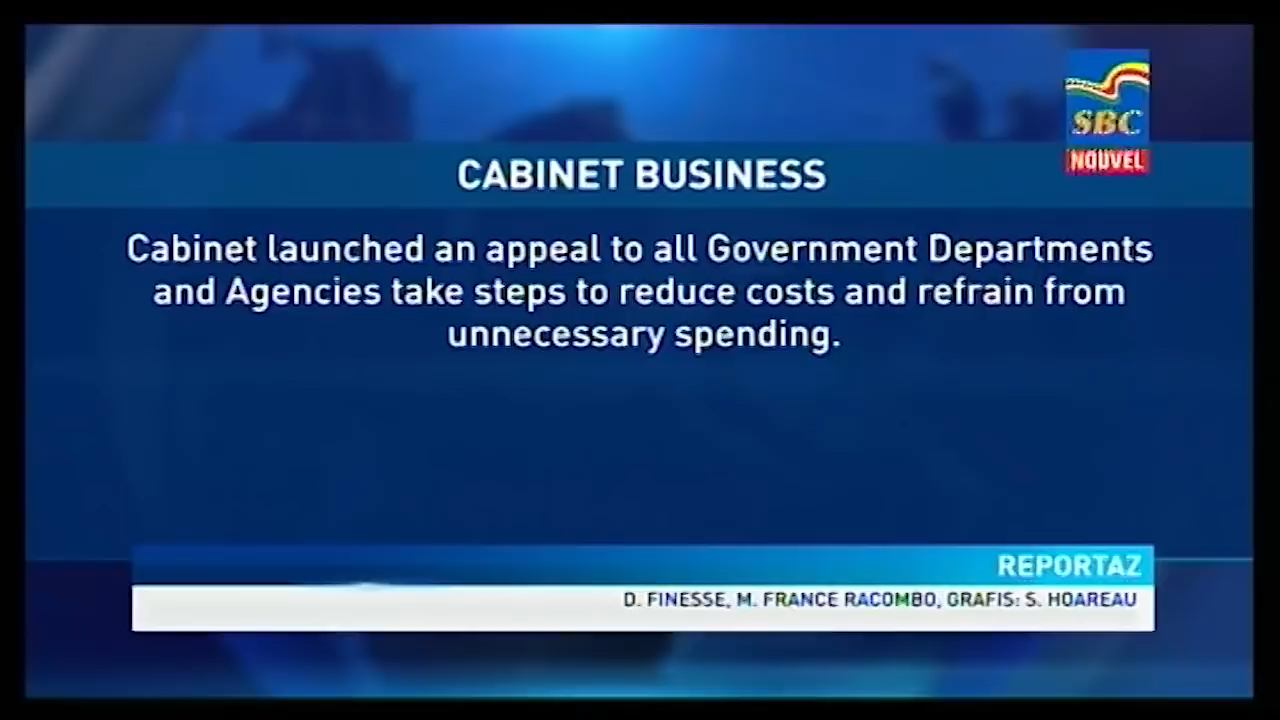 SBC
NOUVEL
CABINET BUSINESS
Cabinet launched an appeal to all Government Departments
and Agencies take steps to reduce costs and refrain from
unnecessary spending.
REPORTAZ
D. FINESSE, M. FRANCE RACOMBO, GRAFIS: S. HOAREAU